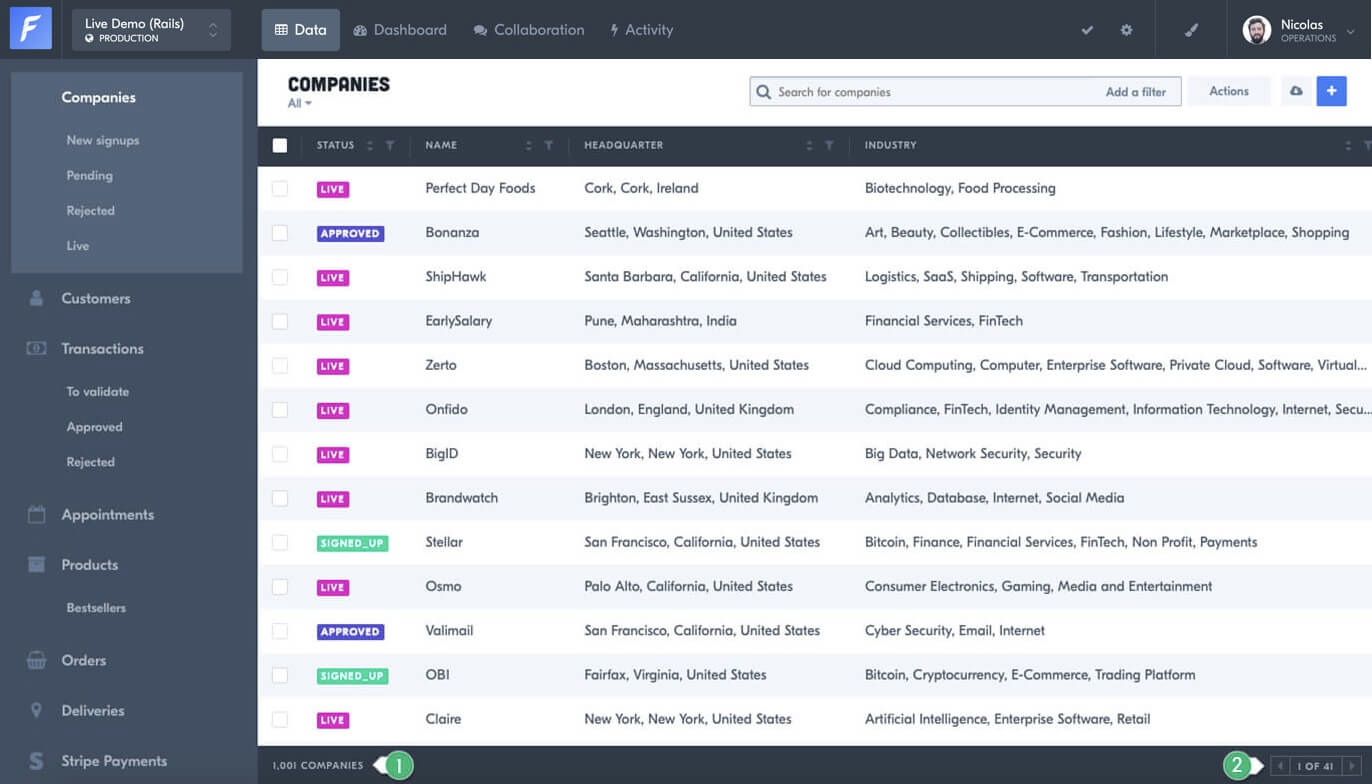 Live Demo (Rails)
PRODUCTION
Data
Dashboard
Collaboration
Activity
Nicolas
OPERATIONS
Companies
New signups
Pending
Rejected
Live
Customers
Transactions
To validate
Approved
Rejected
Appointments
Products
Bestsellers
Orders
Deliveries
Stripe Payments
COMPANIES
All
Search for companies
Add a filter
Actions
+
STATUS NAME HEADQUARTER INDUSTRY
LIVE Perfect Day Foods Cork, Cork, Ireland Biotechnology, Food Processing
APPROVED Bonanza Seattle, Washington, United States Art, Beauty, Collectibles, E-Commerce, Fashion, Lifestyle, Marketplace, Shopping
LIVE ShipHawk Santa Barbara, California, United States Logistics, SaaS, Shipping, Software, Transportation
LIVE EarlySalary Pune, Maharashtra, India Financial Services, FinTech
LIVE Zerto Boston, Massachusetts, United States Cloud Computing, Computer, Enterprise Software, Private Cloud, Software, Virtual...
LIVE Onfido London, England, United Kingdom Compliance, FinTech, Identity Management, Information Technology, Internet, Secu...
LIVE BigID New York, New York, United States Big Data, Network Security, Security
LIVE Brandwatch Brighton, East Sussex, United Kingdom Analytics, Database, Internet, Social Media
SIGNED_UP Stellar San Francisco, California, United States Bitcoin, Finance, Financial Services, FinTech, Non Profit, Payments
LIVE Osmo Palo Alto, California, United States Consumer Electronics, Gaming, Media and Entertainment
APPROVED Valimail San Francisco, California, United States Cyber Security, Email, Internet
SIGNED_UP OBI Fairfax, Virginia, United States Bitcoin, Cryptocurrency, E-Commerce, Trading Platform
LIVE Claire New York, New York, United States Artificial Intelligence, Enterprise Software, Retail
1,001 COMPANIES
1
2
1 OF 41